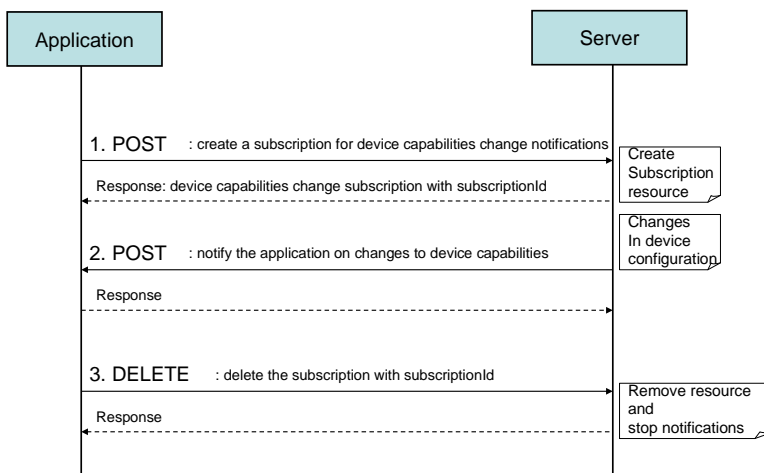 Application
Server
1. POST : create a subscription for device capabilities change notifications
Create
Subscription
resource
Response: device capabilities change subscription with subscriptionId
Changes
In device
configuration
2. POST : notify the application on changes to device capabilities
Response
3. DELETE : delete the subscription with subscriptionId
Remove resource
and
stop notifications
Response